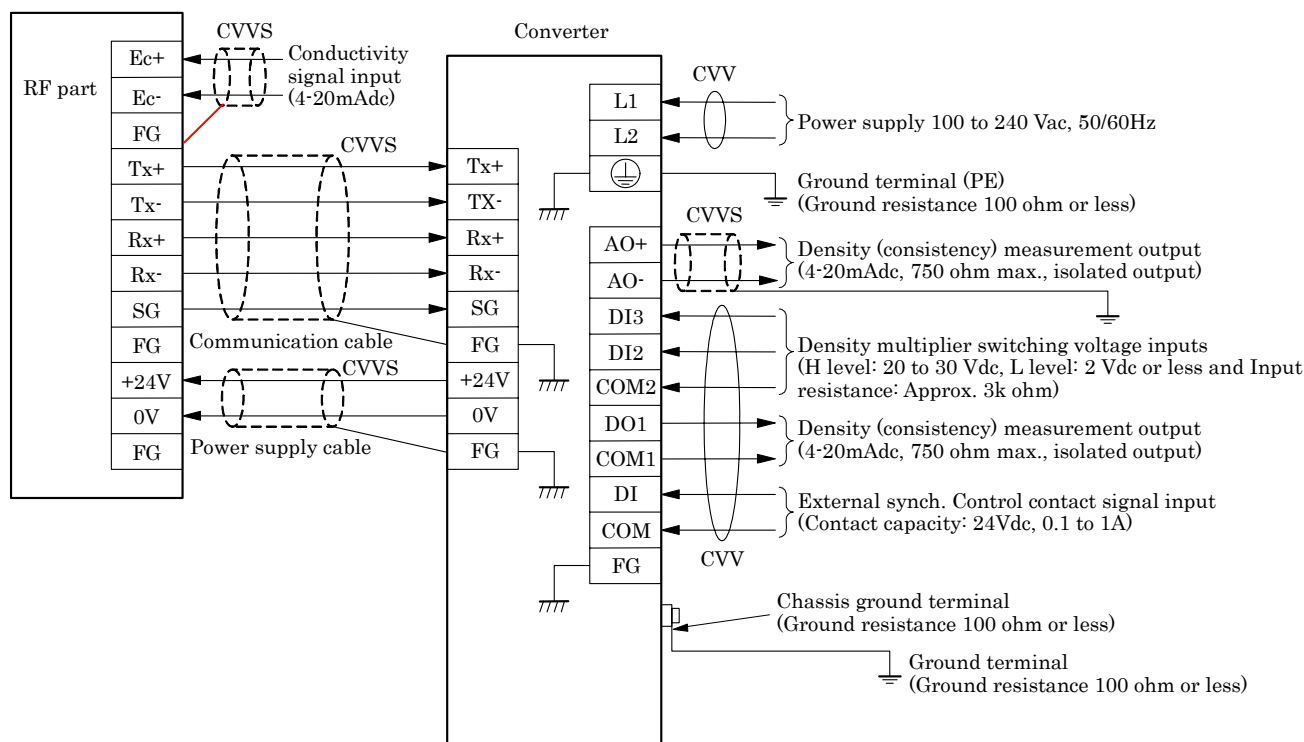 RF part
CVVS
Ec+
Ec-
FG
Tx+
Tx-
Rx+
Rx-
SG
FG
+24V
0V
FG
Conductivity
signal input
(4-20mAdc)
CVVS
Communication cable
CVVS
Power supply cable
Converter
Tx+
TX-
Rx+
Rx-
SG
FG
+24V
0V
FG
L1
L2
AO+
AO-
DI3
DI2
COM2
DO1
COM1
DI
COM
FG
CVV
Power supply 100 to 240 Vac, 50/60Hz
Ground terminal (PE)
(Ground resistance 100 ohm or less)
CVVS
Density (consistency) measurement output
(4-20mAdc, 750 ohm max., isolated output)
Density multiplier switching voltage inputs
(H level: 20 to 30 Vdc, L level: 2 Vdc or less and Input
resistance: Approx. 3k ohm)
Density (consistency) measurement output
(4-20mAdc, 750 ohm max., isolated output)
External synch. Control contact signal input
(Contact capacity: 24Vdc, 0.1 to 1A)
CVV
Chassis ground terminal
(Ground resistance 100 ohm or less)
Ground terminal
(Ground resistance 100 ohm or less)